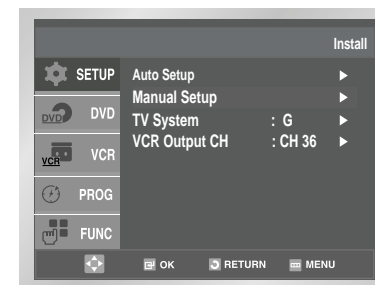 Install
SETUP
DVD DVD
VCR VCR
PROG
FUNC
Auto Setup ▶
Manual Setup ▶
TV System : G ▶
VCR Output CH : CH 36 ▶
OK RETURN MENU